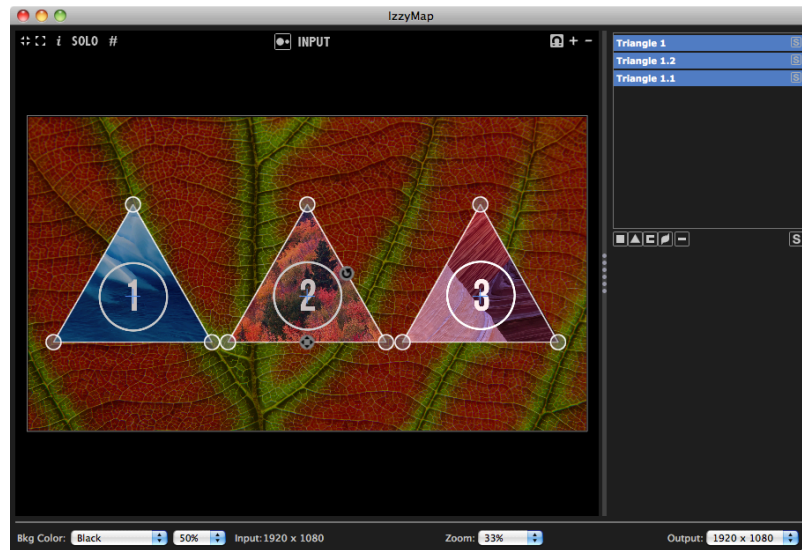 IzzyMap
i SOLO # INPUT + -
Triangle 1 S
Triangle 1.2 S
Triangle 1.1 S
S
1 2 3
Bkg Color: Black 50% Input:1920 x 1080 Zoom: 33% Output: 1920 x 1080